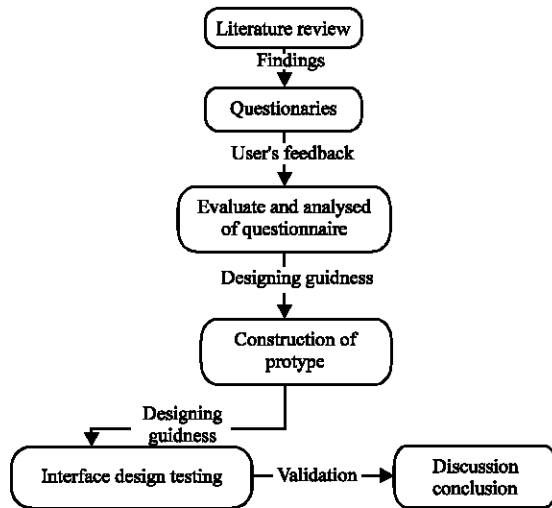 Literature review
Findings
Questionaries
User's feedback
Evaluate and analysed
of questionnaire
Designing guidness
Construction of
protype
Designing
guidness
Interface design testing
Validation
Discussion
conclusion